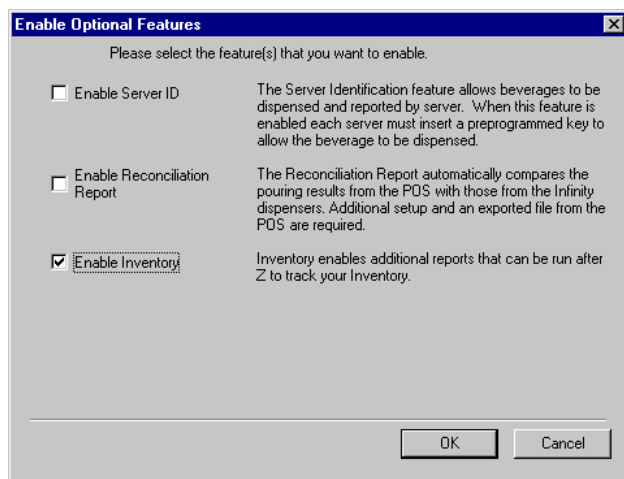 Enable Optional Features
Please select the feature(s) that you want to enable.
Enable Server ID
The Server Identification feature allows beverages to be
dispensed and reported by server.  When this feature is
enabled each server must insert a preprogrammed key to
allow the beverage to be dispensed.
Enable Reconciliation
Report
The Reconciliation Report automatically compares the
pouring results from the POS with those from the Infinity
dispensers. Additional setup and an exported file from the
POS are required.
Enable Inventory
Inventory enables additional reports that can be run after
Z to track your Inventory.
OK
Cancel